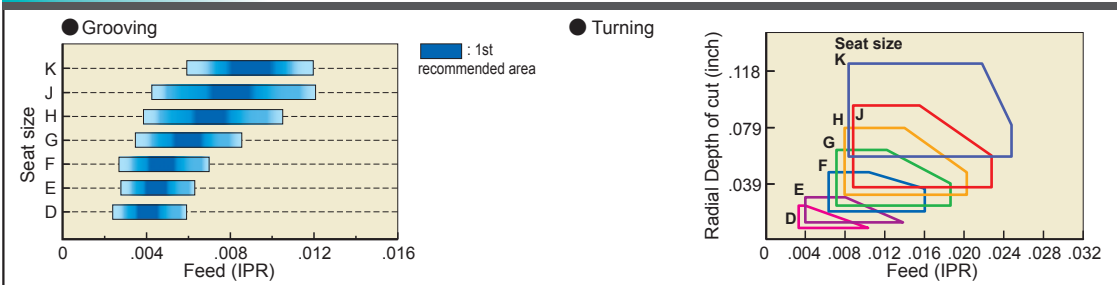 Grooving
K
J
H
G
F
E
D
Seat size
0 .004 .008 .012 .016
Feed (IPR)
: 1st
recommended area
Turning
Seat size
K
J
H
G
F
E
D
.118
.079
.039
Radial Depth of cut (inch)
0 .004 .008 .012 .016 .020 .024 .028 .032
Feed (IPR)